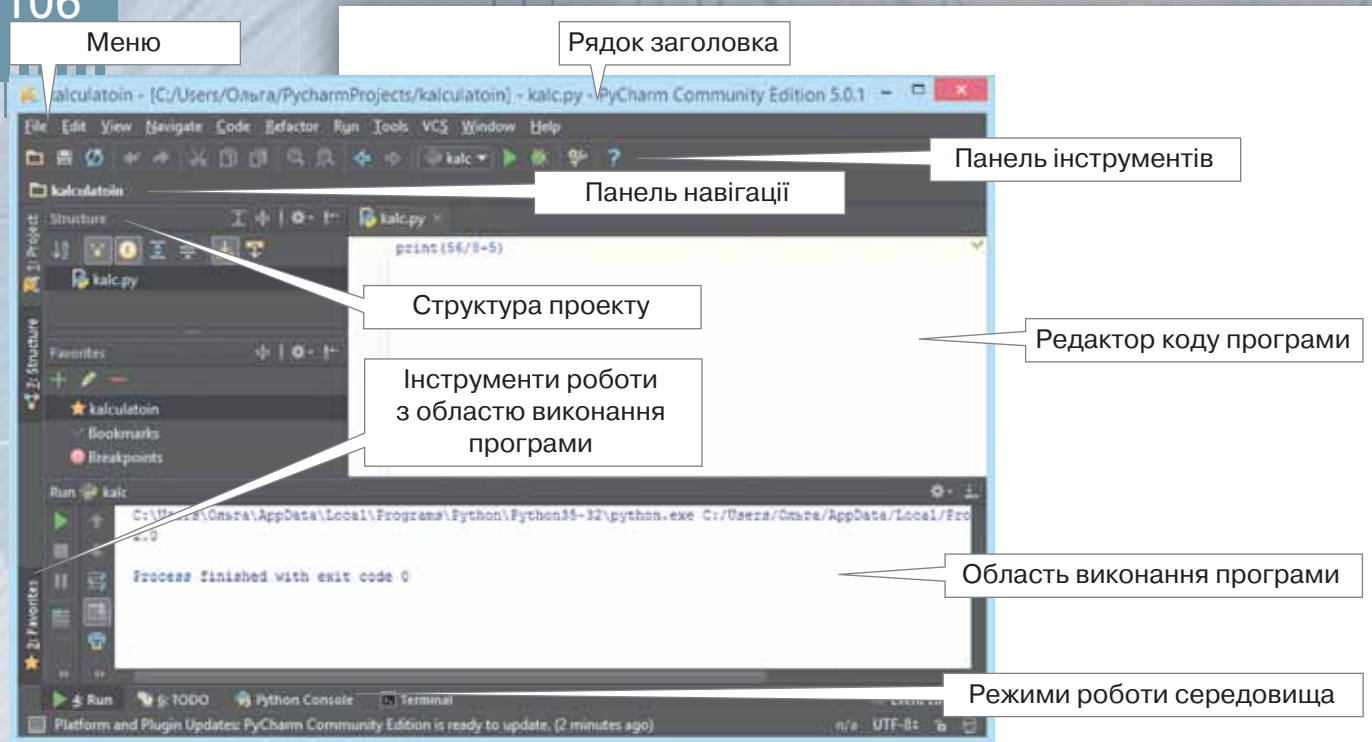 106
Меню
Рядок заголовка
kalculatoin - [C:/Users/Ольга/PycharmProjects/kalculatoin] - kalc.py - PyCharm Community Edition 5.0.1
File Edit View Navigate Code Refactor Run Tools VCS Window Help
kalc
Панель інструментів
kalculatoin
Панель навігації
1: Project
Structure
kalc.py
print(56/8-5)
kalc.py
Структура проекту
Редактор коду програми
2: Structure
Favorites
Інструменти роботи
з областю виконання
програми
kalculatoin
Bookmarks
Breakpoints
Run kalc
C:\Users\Ольга\AppData\Local\Programs\Python\Python35-32\python.exe C:/Users/Ольга/AppData/Local/Pro
2.0
Process finished with exit code 0
Область виконання програми
2: Favorites
4: Run 6: TODO Python Console Terminal
Режими роботи середовища
Platform and Plugin Updates: PyCharm Community Edition is ready to update. (2 minutes ago) n/a UTF-8